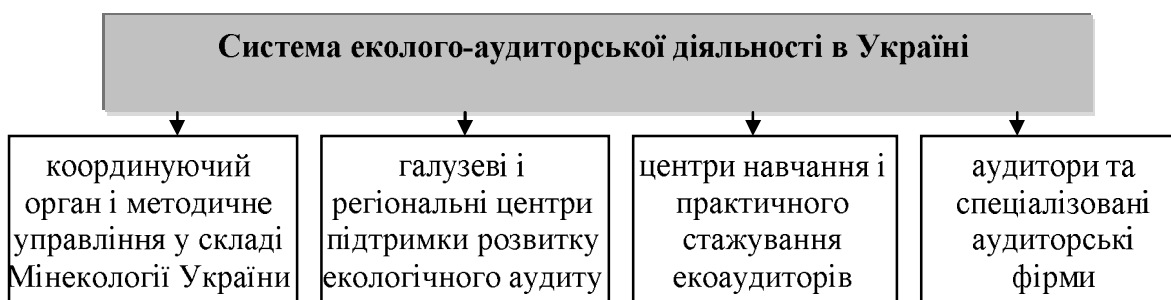 Система еколого-аудиторської діяльності в Україні
координуючий
орган і методичне
управління у складі
Мінекології України
галузеві і
регіональні центри
підтримки розвитку
екологічного аудиту
центри навчання і
практичного
стажування
екоаудиторів
аудитори та
спеціалізовані
аудиторські
фірми